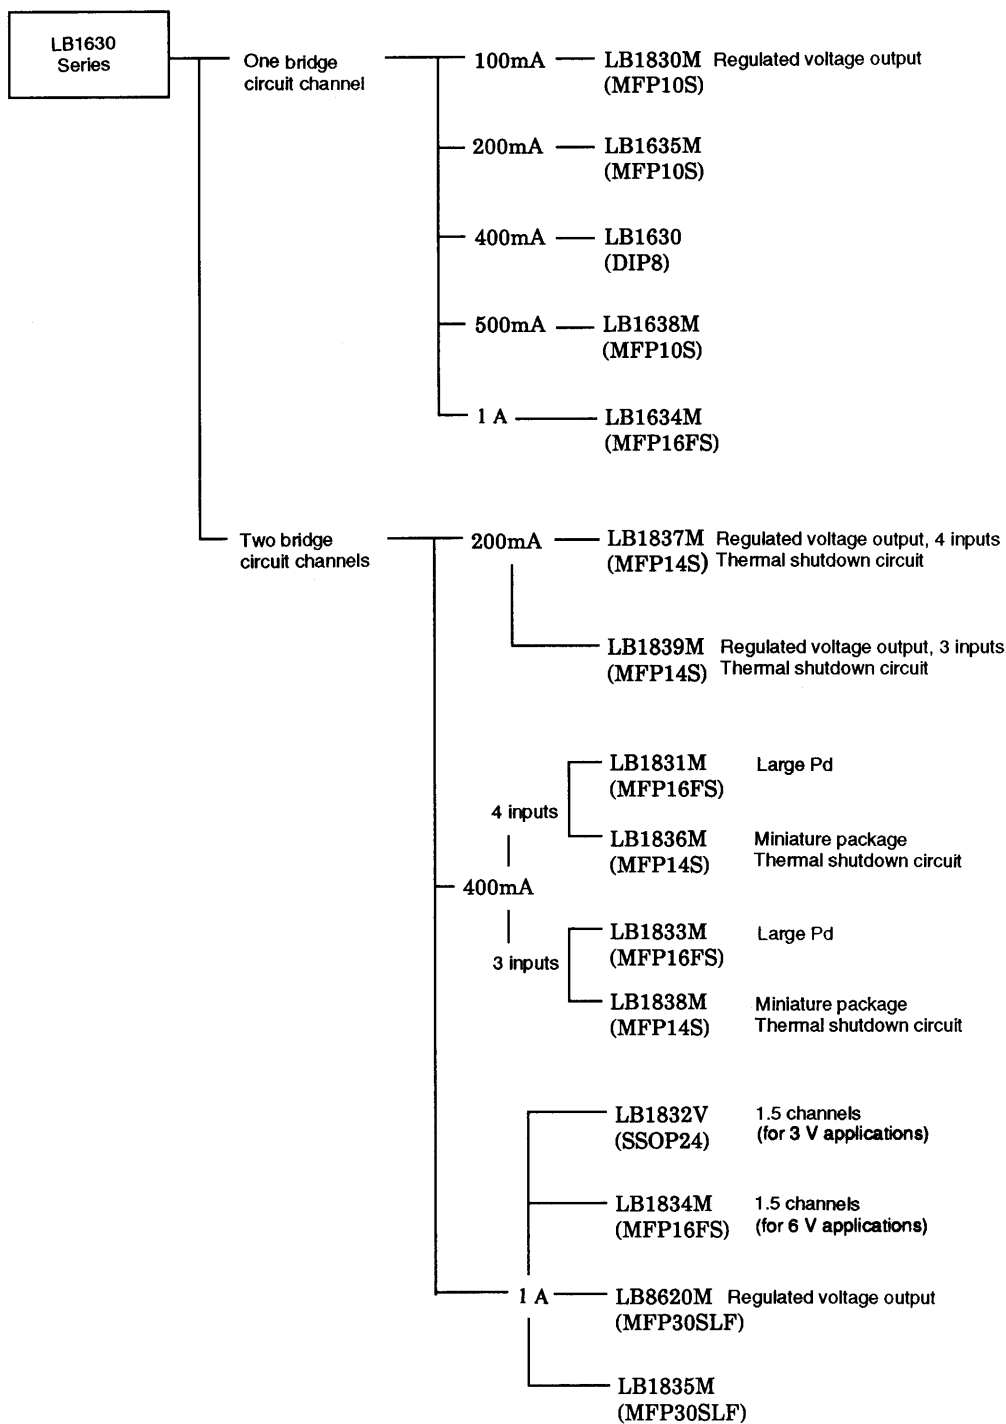 LB1630
Series
One bridge
circuit channel
100mA
LB1830M Regulated voltage output
(MFP10S)
200mA
LB1635M
(MFP10S)
400mA
LB1630
(DIP8)
500mA
LB1638M
(MFP10S)
1 A
LB1634M
(MFP16FS)
Two bridge
circuit channels
200mA
LB1837M Regulated voltage output, 4 inputs
(MFP14S) Thermal shutdown circuit
LB1839M Regulated voltage output, 3 inputs
(MFP14S) Thermal shutdown circuit
400mA
4 inputs
LB1831M Large Pd
(MFP16FS)
LB1836M Miniature package
(MFP14S) Thermal shutdown circuit
3 inputs
LB1833M Large Pd
(MFP16FS)
LB1838M Miniature package
(MFP14S) Thermal shutdown circuit
1 A
LB1832V 1.5 channels
(SSOP24) (for 3 V applications)
LB1834M 1.5 channels
(MFP16FS) (for 6 V applications)
LB8620M Regulated voltage output
(MFP30SLF)
LB1835M
(MFP30SLF)